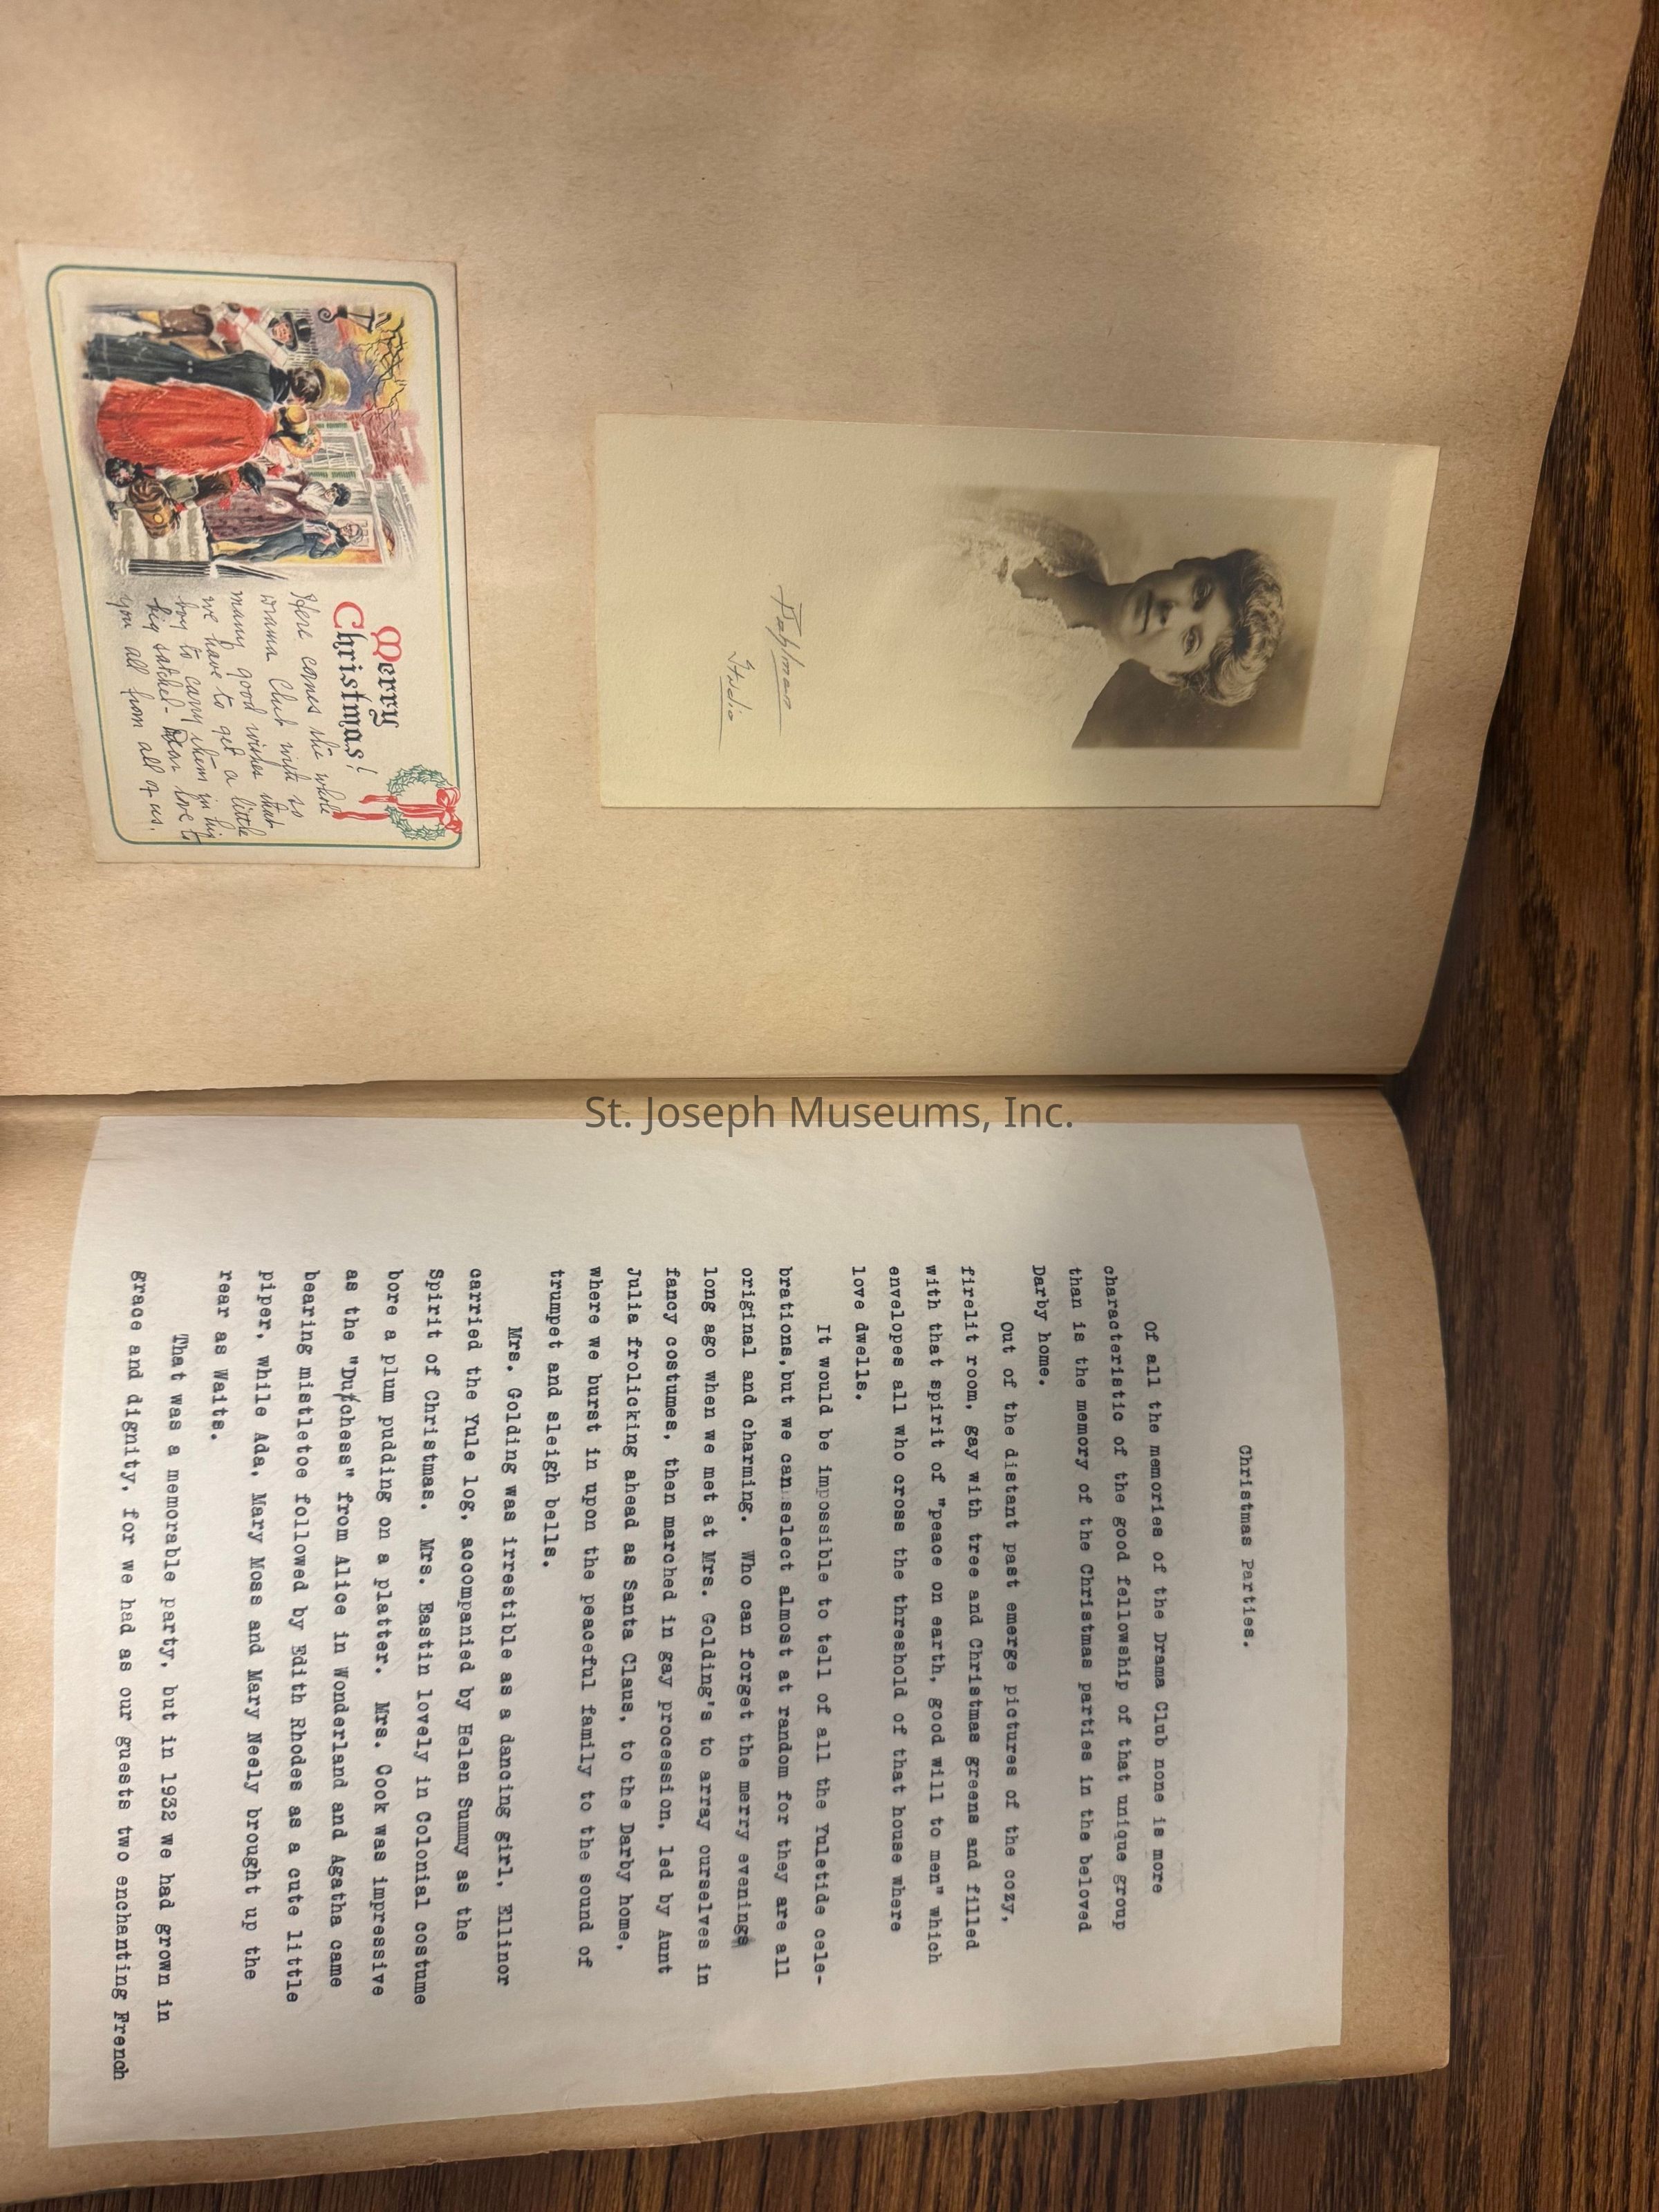 Fahlman
Studio
Merry
Christmas!
Here comes the whole
Drama Club with so
many good wishes that
we have to get a little
boy to carry them in his
big satchel - Dear love to
you all from all of us.
St. Joseph Museums, Inc.
Christmas Parties.
Of all the memories of the Drama Club none is more
characteristic of the good fellowship of that unique group
than is the memory of the Christmas parties in the beloved
Darby home.
Out of the distant past emerge pictures of the cozy,
firelit room, gay with tree and Christmas greens and filled
with that spirit of "peace on earth, good will to men" which
envelopes all who cross the threshold of that house where
love dwells.
It would be impossible to tell of all the Yuletide cele-
brations,but we can select almost at random for they are all
original and charming. Who can forget the merry evenings
long ago when we met at Mrs. Golding's to array ourselves in
fancy costumes, then marched in gay procession, led by Aunt
Julia frolicking ahead as Santa Claus, to the Darby home,
where we burst in upon the peaceful family to the sound of
trumpet and sleigh bells.
Mrs. Golding was irrestible as a dancing girl, Ellinor
carried the Yule log, accompanied by Helen Summy as the
Spirit of Christmas. Mrs. Eastin lovely in Colonial costume
bore a plum pudding on a platter. Mrs. Cook was impressive
as the "Dutchess" from Alice in Wonderland and Agatha came
bearing mistletoe followed by Edith Rhodes as a cute little
piper, while Ada, Mary Moss and Mary Neely brought up the
rear as Waits.
That was a memorable party, but in 1932 we had grown in
grace and dignity, for we had as our guests two enchanting French